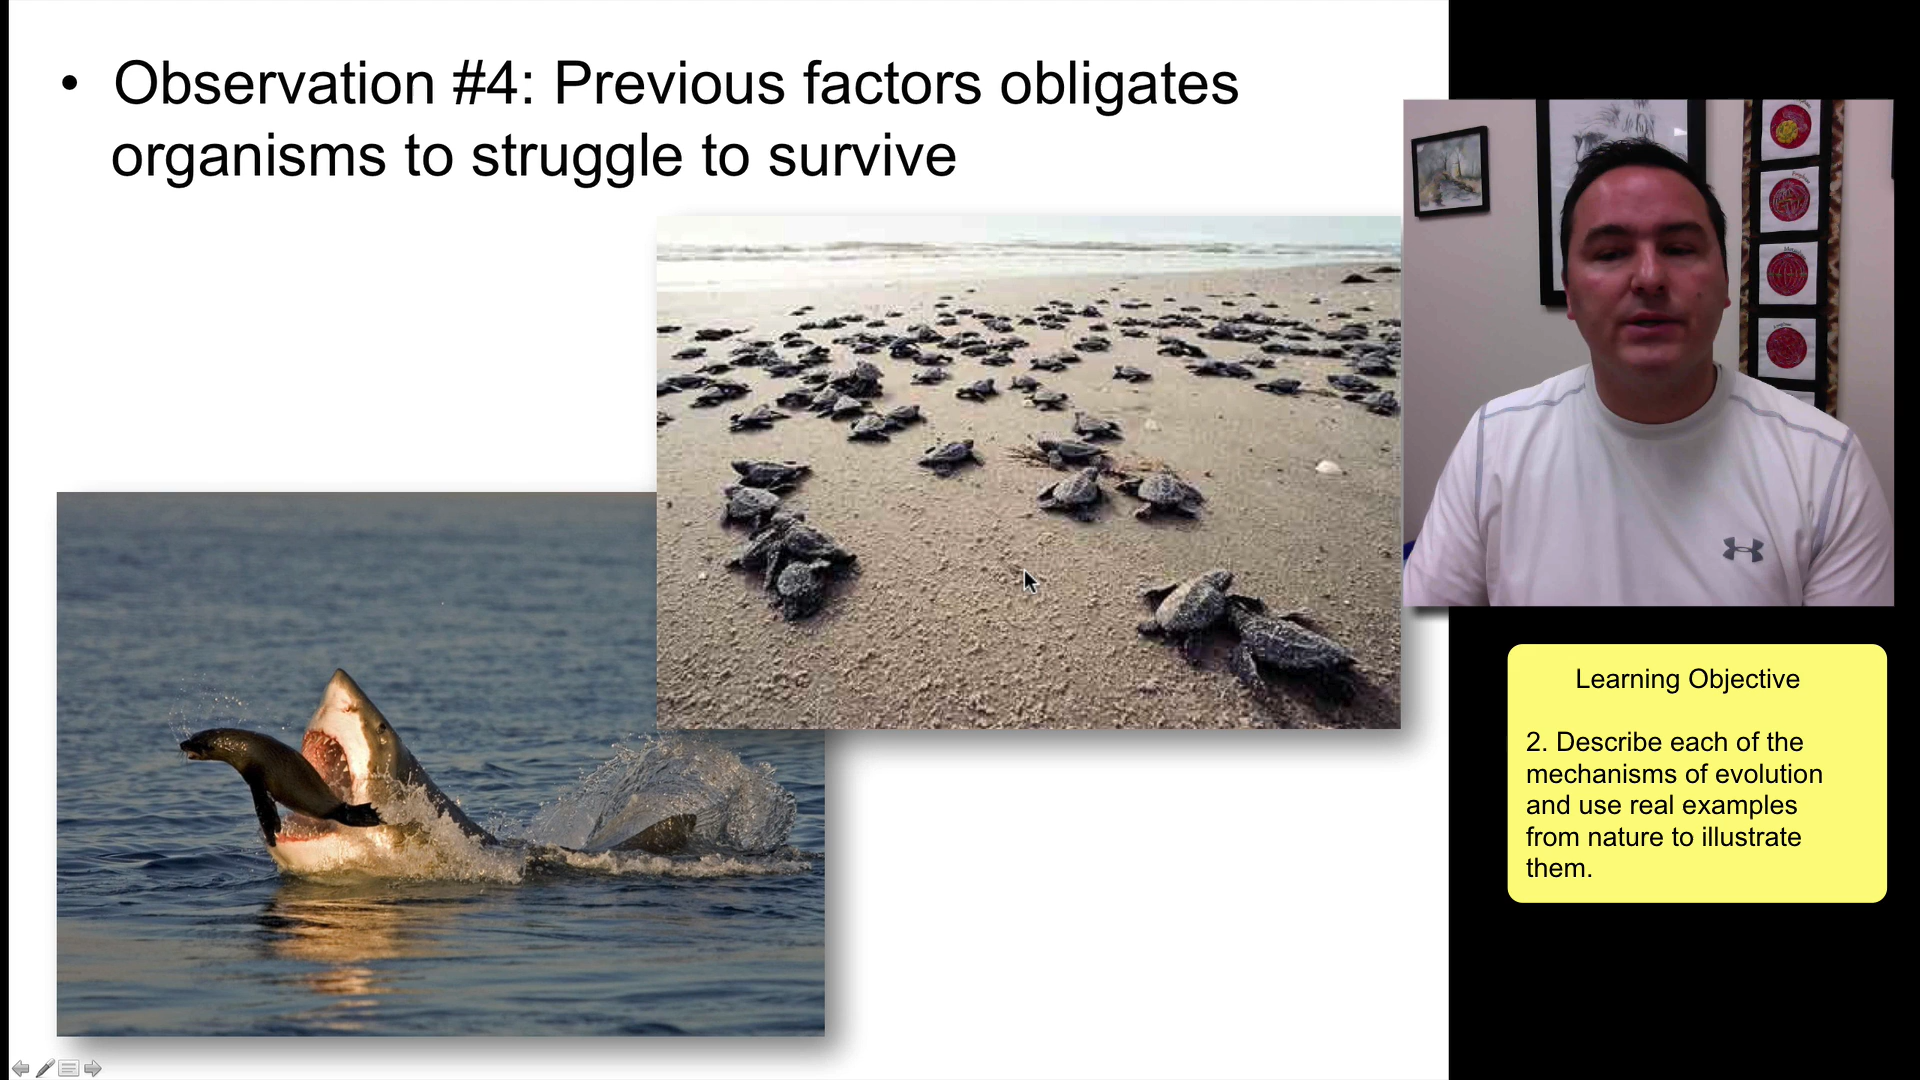 • Observation #4: Previous factors obligates
organisms to struggle to survive
Learning Objective
2. Describe each of the
mechanisms of evolution
and use real examples
from nature to illustrate
them.